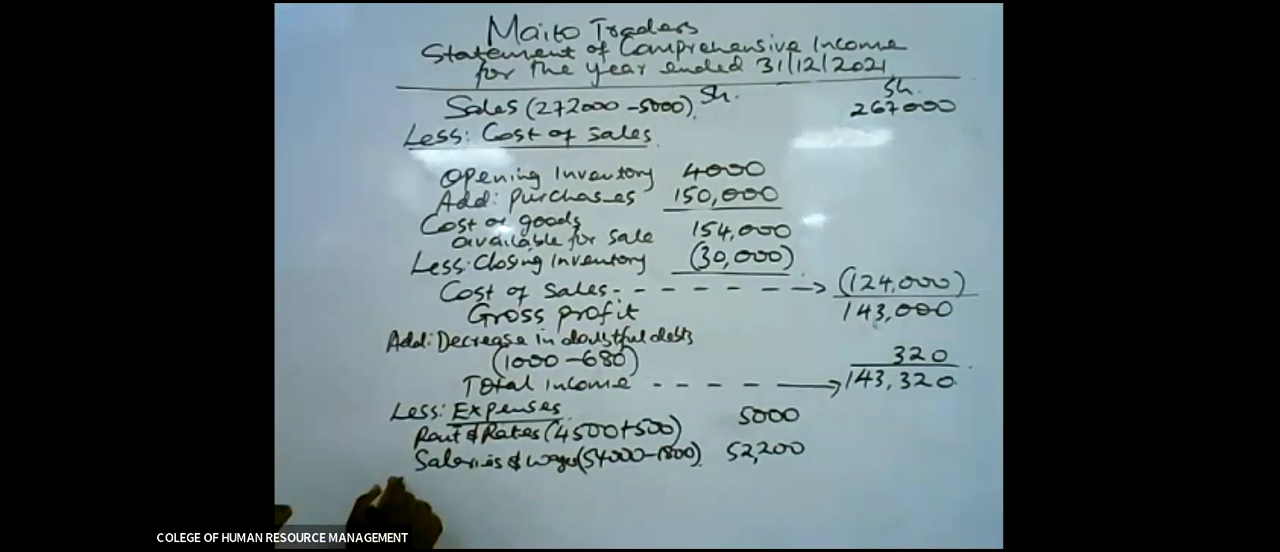 Maito Traders
Statement of Comprehensive Income
for the year ended 31/12/2021
Sh. Sh.
Sales (272000 -5000) 267000
Less: Cost of Sales.
Opening Inventory 4000
Add: Purchases 150,000
Cost of goods
available for sale 154,000
Less: Closing Inventory (30,000)
Cost of Sales: - - - - - - -> (124,000)
Gross profit 143,000
Add: Decrease in doubtful debts
(1000 -680) 320
Total income - - - - -> 143,320
Less: Expenses 5000
Rent & Rates (4500+500)
Salaries & wages (54000-1800) 52,200
COLEGE OF HUMAN RESOURCE MANAGEMENT